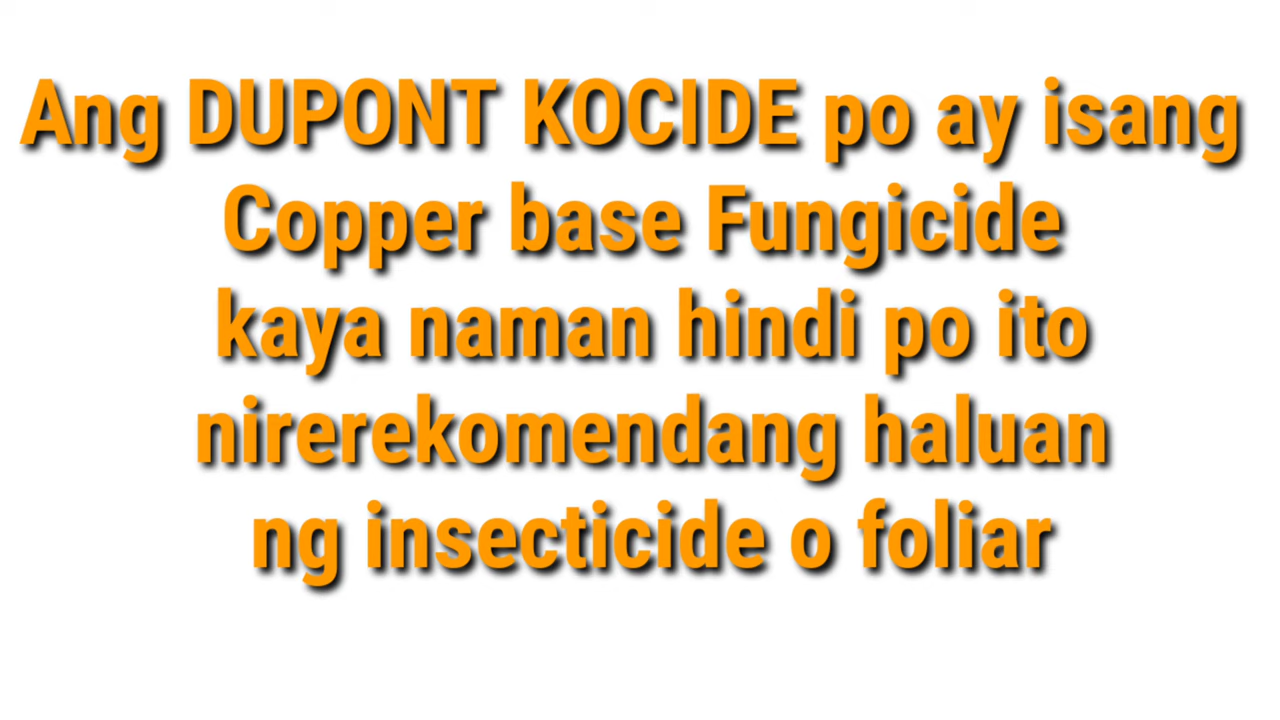 Ang DUPONT KOCIDE po ay isang
Copper base Fungicide
kaya naman hindi po ito
nirerekomendang haluan
ng insecticide o foliar